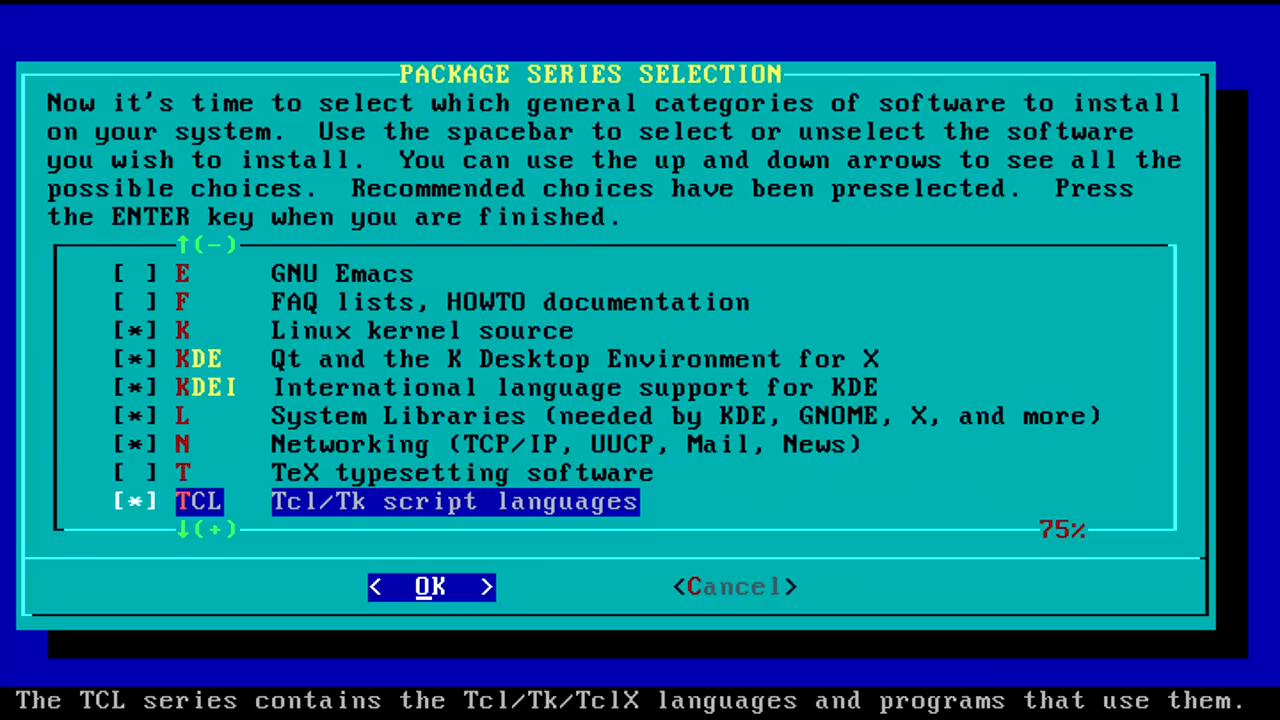 PACKAGE SERIES SELECTION
Now it's time to select which general categories of software to install
on your system.  Use the spacebar to select or unselect the software
you wish to install.  You can use the up and down arrows to see all the
possible choices.  Recommended choices have been preselected.  Press
the ENTER key when you are finished.
↑(-)
[ ] E GNU Emacs
[ ] F FAQ lists, HOWTO documentation
[*] K Linux kernel source
[*] KDE Qt and the K Desktop Environment for X
[*] KDEI International language support for KDE
[*] L System Libraries (needed by KDE, GNOME, X, and more)
[*] N Networking (TCP/IP, UUCP, Mail, News)
[ ] T TeX typesetting software
[*] TCL Tcl/Tk script languages
↓(+) 75%
< OK > <Cancel>
The TCL series contains the Tcl/Tk/TclX languages and programs that use them.